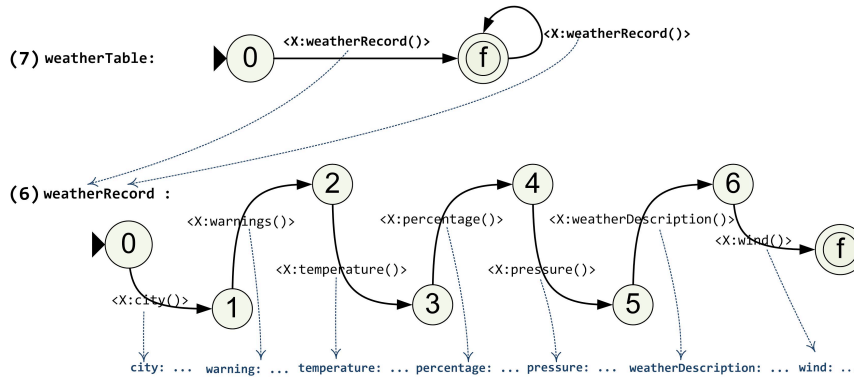 <X:weatherRecord()>
<X:weatherRecord()>
(7) weatherTable:
0
f
(6) weatherRecord :
2
4
6
<X:warnings()>
<X:percentage()>
<X:weatherDescription()>
0
<X:wind()>
f
<X:temperature()>
<X:pressure()>
<X:city()>
1
3
5
city: ... warning: ... temperature: ... percentage: ... pressure: ... weatherDescription: ... wind: ..